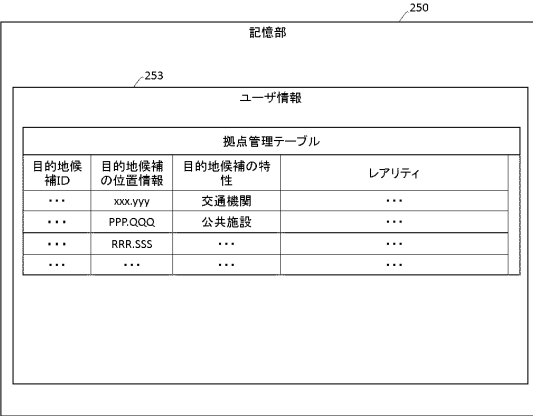 250
記憶部
253
ユーザ情報
拠点管理テーブル
目的地候
補ID
目的地候補
の位置情報
目的地候補の特
性
レアリティ
・・・ xxx.yyy 交通機関 ・・・
・・・ PPP.QQQ 公共施設 ・・・
・・・ RRR.SSS ・・・ ・・・
・・・ ・・・ ・・・ ・・・